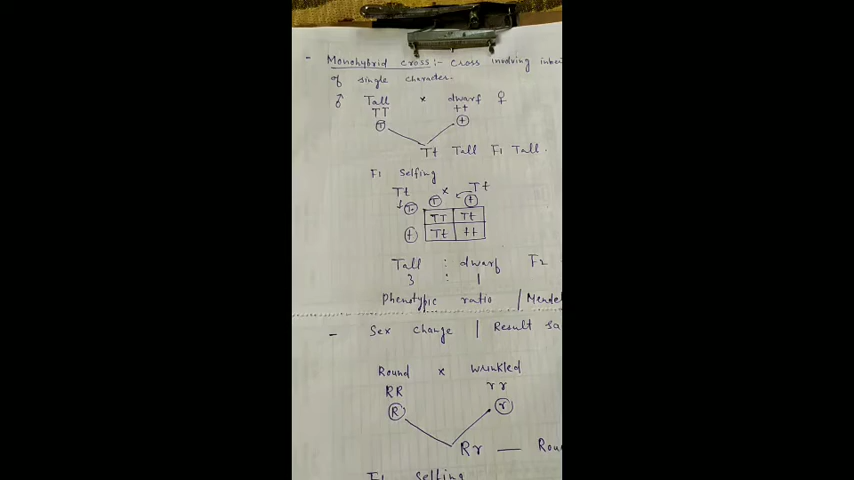 - Monohybrid cross :- Cross involving
of single charader.
♂ Tall × dwarf ♀
TT tt
T t
Tt Tall F1 Tall.
F1 Selfing
Tt × Tt
T T t
TT Tt
t Tt tt
Tall : dwarf F2
3 : 1
Phenotypic ratio /
- Sex change | Result
Round × wrinkled
RR rr
R r
Rr —
F1 Selfing